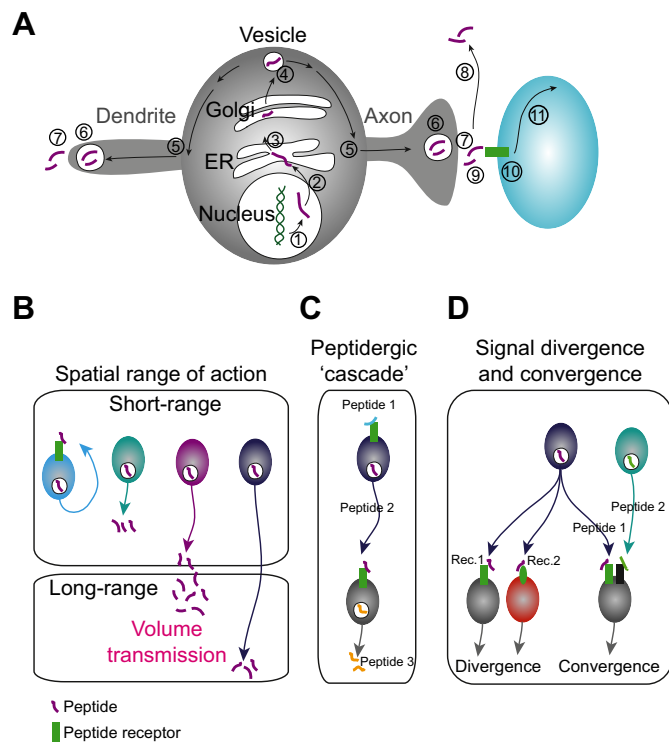 A
Vesicle
Dendrite
Golgi
Axon
ER
Nucleus
1
2
3
4
5
6
7
5
6
7
8
9
10
11
B
Spatial range of action
Short-range
Long-range
Volume
transmission
Peptide
Peptide receptor
C
Peptidergic
'cascade'
Peptide 1
Peptide 2
Peptide 3
D
Signal divergence
and convergence
Peptide 2
Peptide 1
Rec.1
Rec.2
Divergence
Convergence